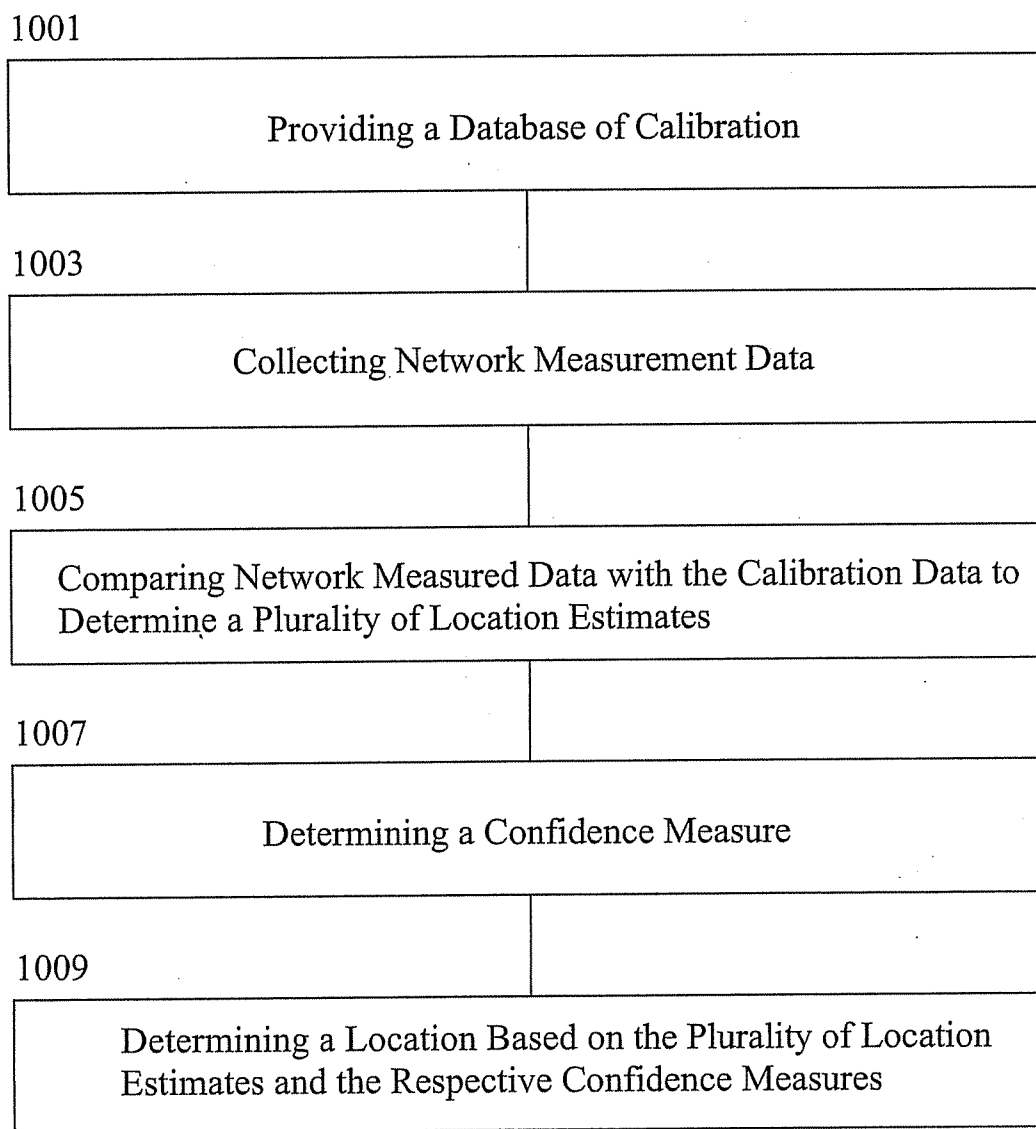 1001
Providing a Database of Calibration
1003
Collecting Network Measurement Data
1005
Comparing Network Measured Data with the Calibration Data to
Determine a Plurality of Location Estimates
1007
Determining a Confidence Measure
1009
Determining a Location Based on the Plurality of Location
Estimates and the Respective Confidence Measures